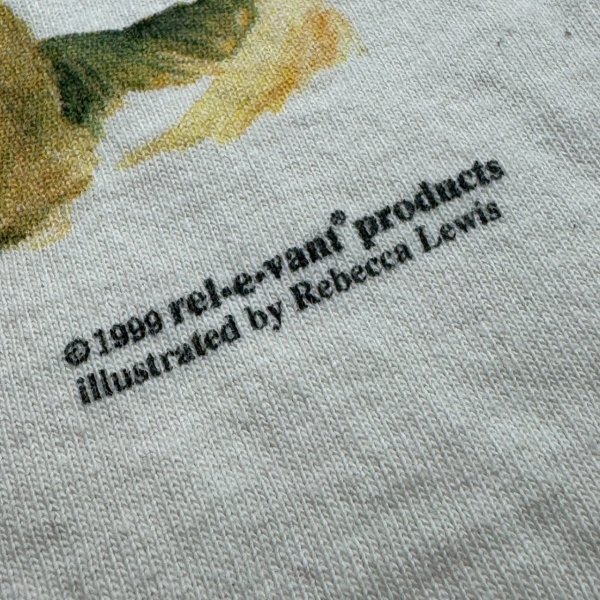 © 1999 rel•e•vant® products
illustrated by Rebecca Lewis